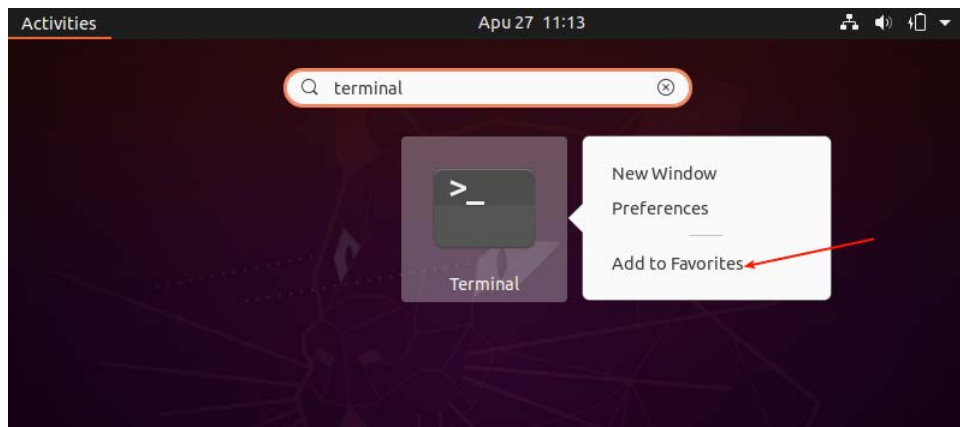 Activities
Apu 27 11:13
terminal
>_
Terminal
New Window
Preferences
Add to Favorites